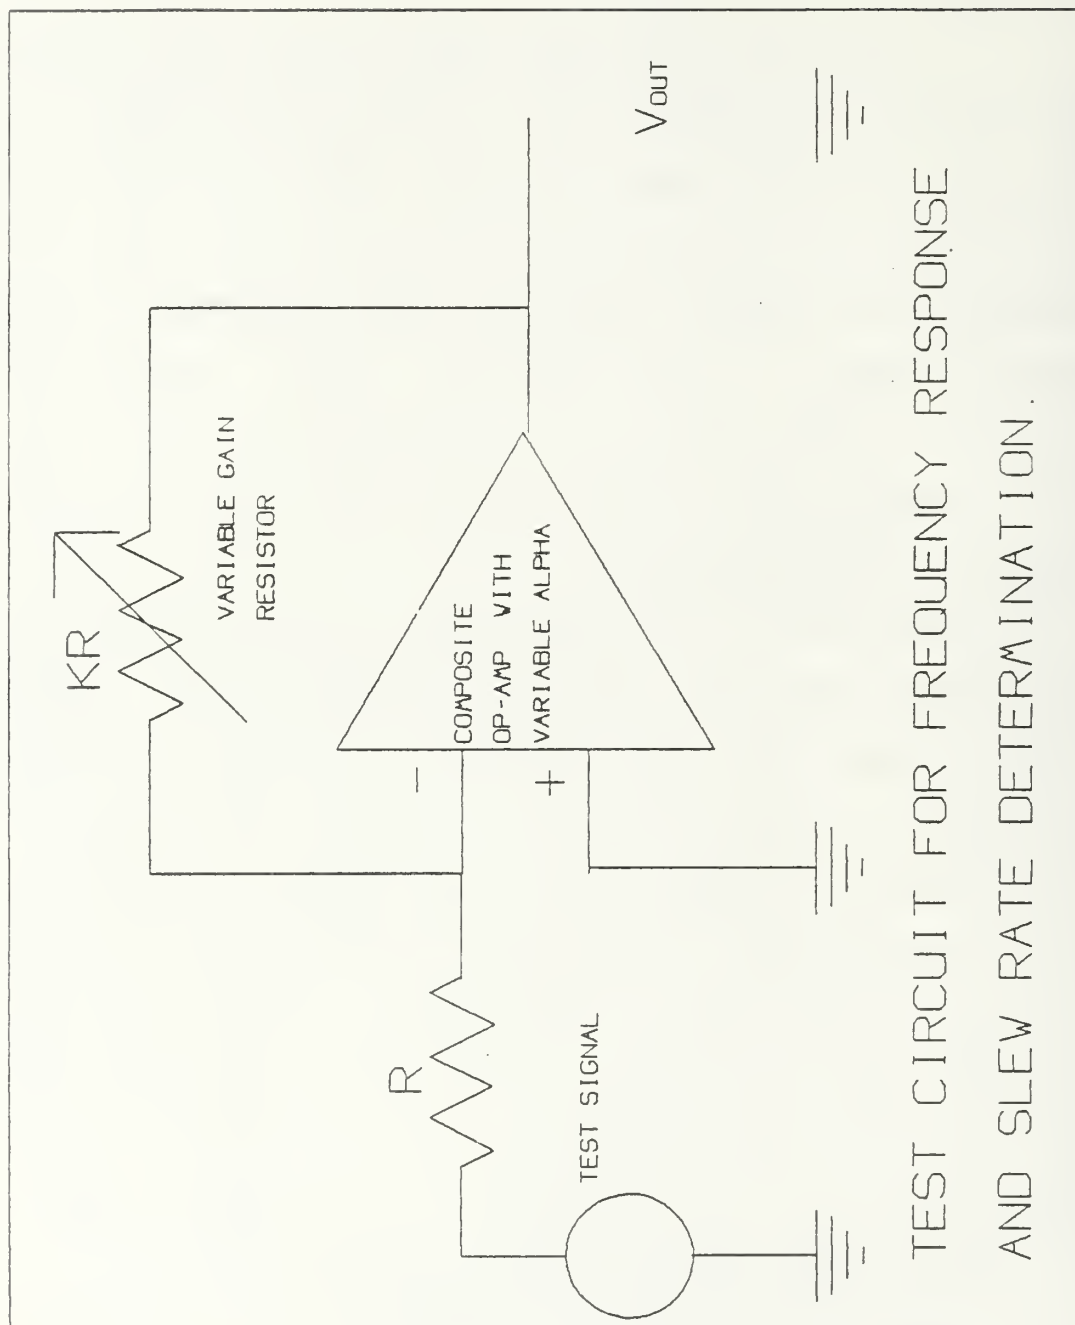 KR
VARIABLE GAIN
RESISTOR
R
TEST SIGNAL
-
+
COMPOSITE
OP-AMP WITH
VARIABLE ALPHA
VOUT
TEST CIRCUIT FOR FREQUENCY RESPONSE
AND SLEW RATE DETERMINATION.